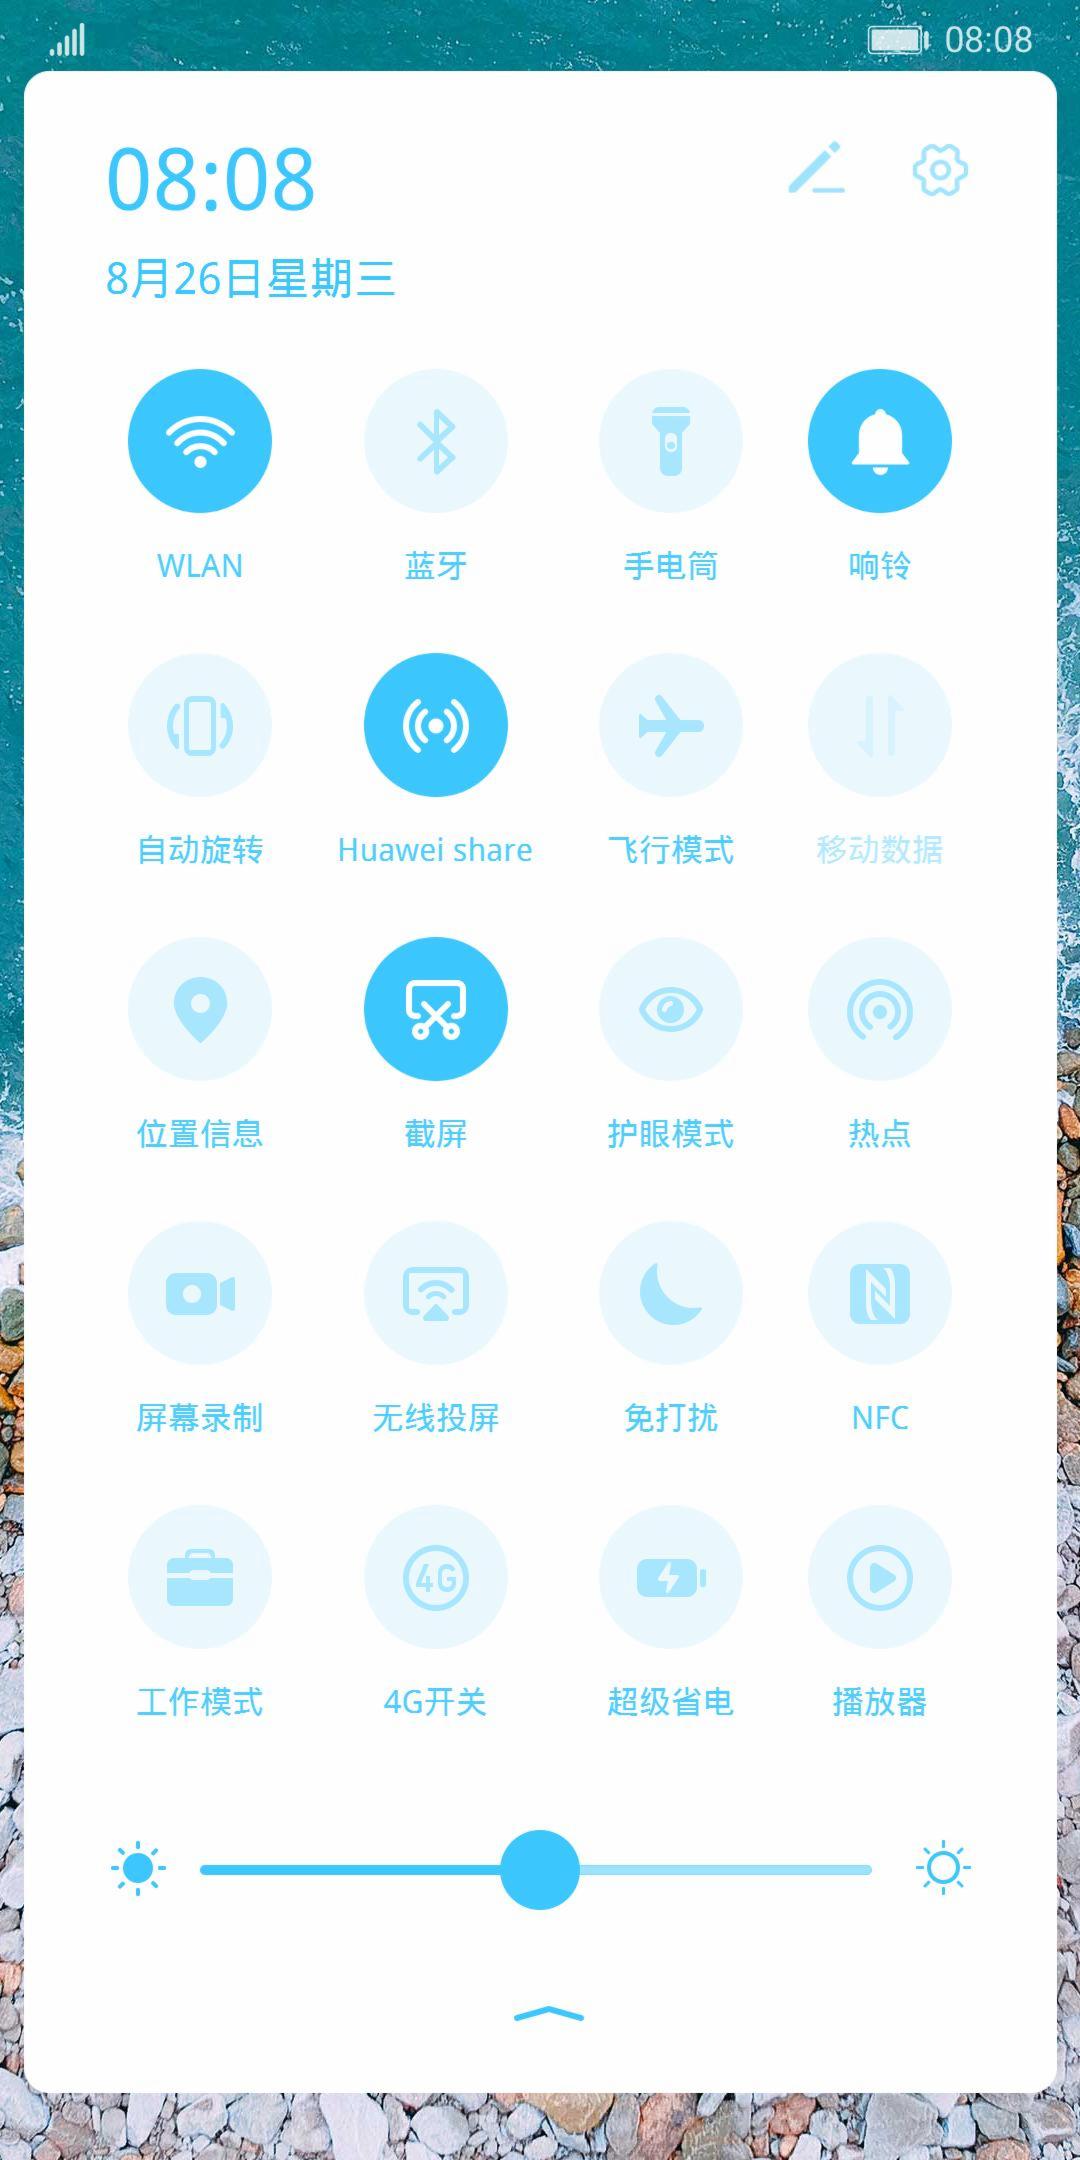 08:08
08:08
8月26日星期三
WLAN
蓝牙
手电筒
响铃
自动旋转
Huawei share
飞行模式
移动数据
位置信息
截屏
护眼模式
热点
屏幕录制
无线投屏
免打扰
NFC
4G
工作模式
4G开关
超级省电
播放器